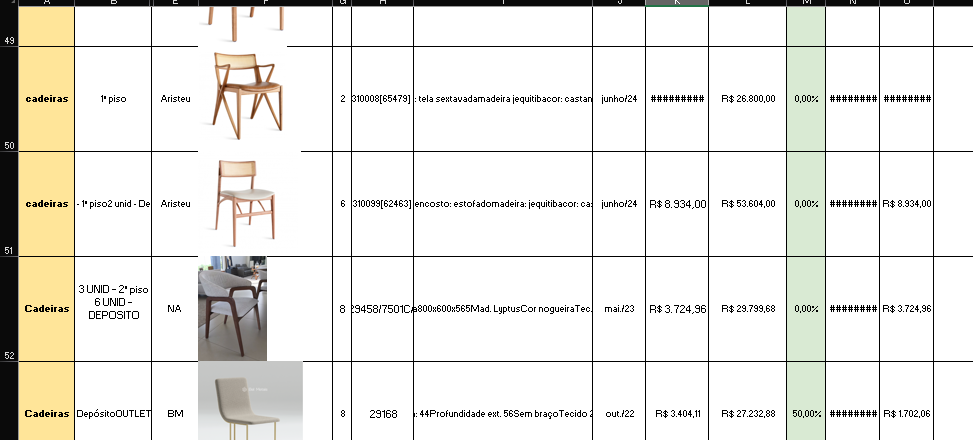 A B E F G H I J K L M N O
49
cadeiras 1º piso Aristeu 2 310008[65479] : tela sextavadamadeira jequitibacor: castan junho/24 ######### R$ 26.800,00 0,00% ######## ########
50
cadeiras - 1º piso2 unid - De Aristeu 6 310099[62463] encosto: estofadomadeira: jequitibacor: ca junho/24 R$ 8.934,00 R$ 53.604,00 0,00% ######## R$ 8.934,00
51
Cadeiras 3 UNID - 2º piso
6 UNID -
DEPOSITO
NA 8 29458/7501C a800x600x565Mad. LyptusCor nogueiraTec. mai./23 R$ 3.724,96 R$ 29.799,68 0,00% ######## R$ 3.724,96
52
Cadeiras DepósitoOUTLET BM 8 29168 : 44Profundidade ext. 56Sem braçoTecido 2 out./22 R$ 3.404,11 R$ 27.232,88 50,00% ######## R$ 1.702,06